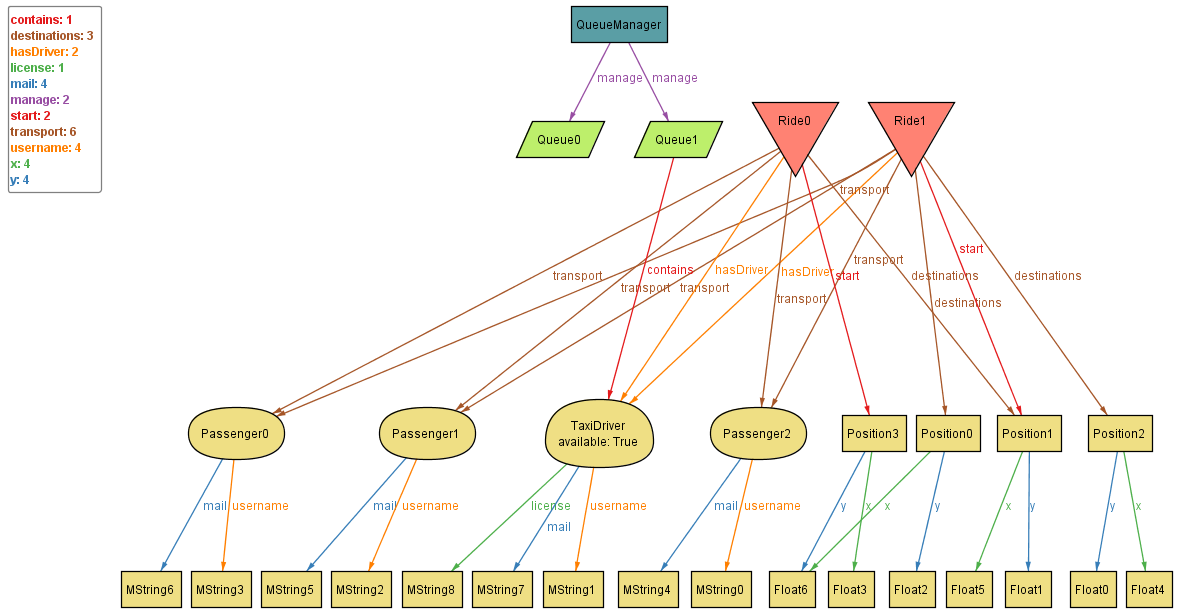 contains: 1
destinations: 3
hasDriver: 2
license: 1
mail: 4
manage: 2
start: 2
transport: 6
username: 4
x: 4
y: 4
QueueManager
manage manage
Queue0 Queue1 Ride0 Ride1
transport
start
transport
contains hasDriver hasDriver start destinations destinations
transport
transport transport
transport destinations
Passenger0 Passenger1 TaxiDriver
available: True Passenger2 Position3 Position0 Position1 Position2
mail username mail username license username mail username y x x y x y y x
mail
MString6 MString3 MString5 MString2 MString8 MString7 MString1 MString4 MString0 Float6 Float3 Float2 Float5 Float1 Float0 Float4